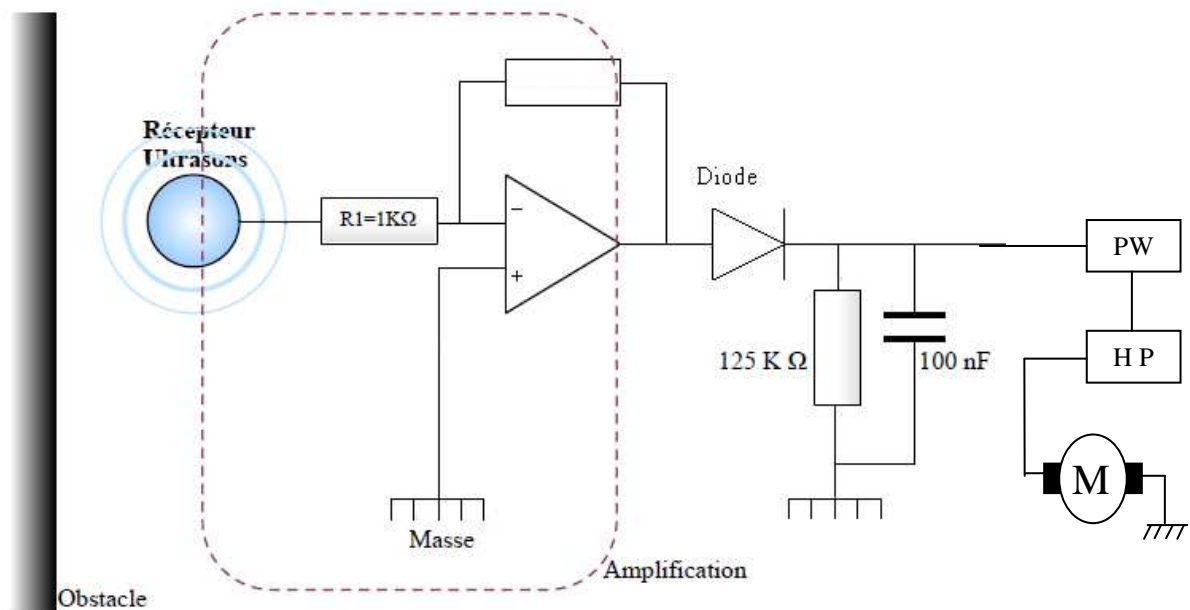 Récepteur
Ultrasons
R1=1KΩ
−
+
Masse
Amplification
Obstacle
Diode
125 K Ω
100 nF
PW
H P
M